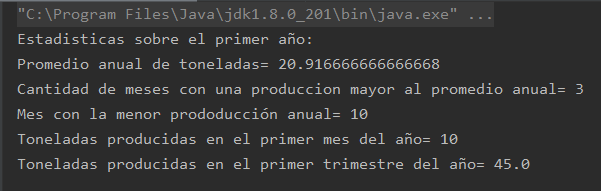 "C:\Program Files\Java\jdk1.8.0_201\bin\java.exe" ...
Estadisticas sobre el primer año:
Promedio anual de toneladas= 20.916666666666668
Cantidad de meses con una produccion mayor al promedio anual= 3
Mes con la menor prododucción anual= 10
Toneladas producidas en el primer mes del año= 10
Toneladas producidas en el primer trimestre del año= 45.0